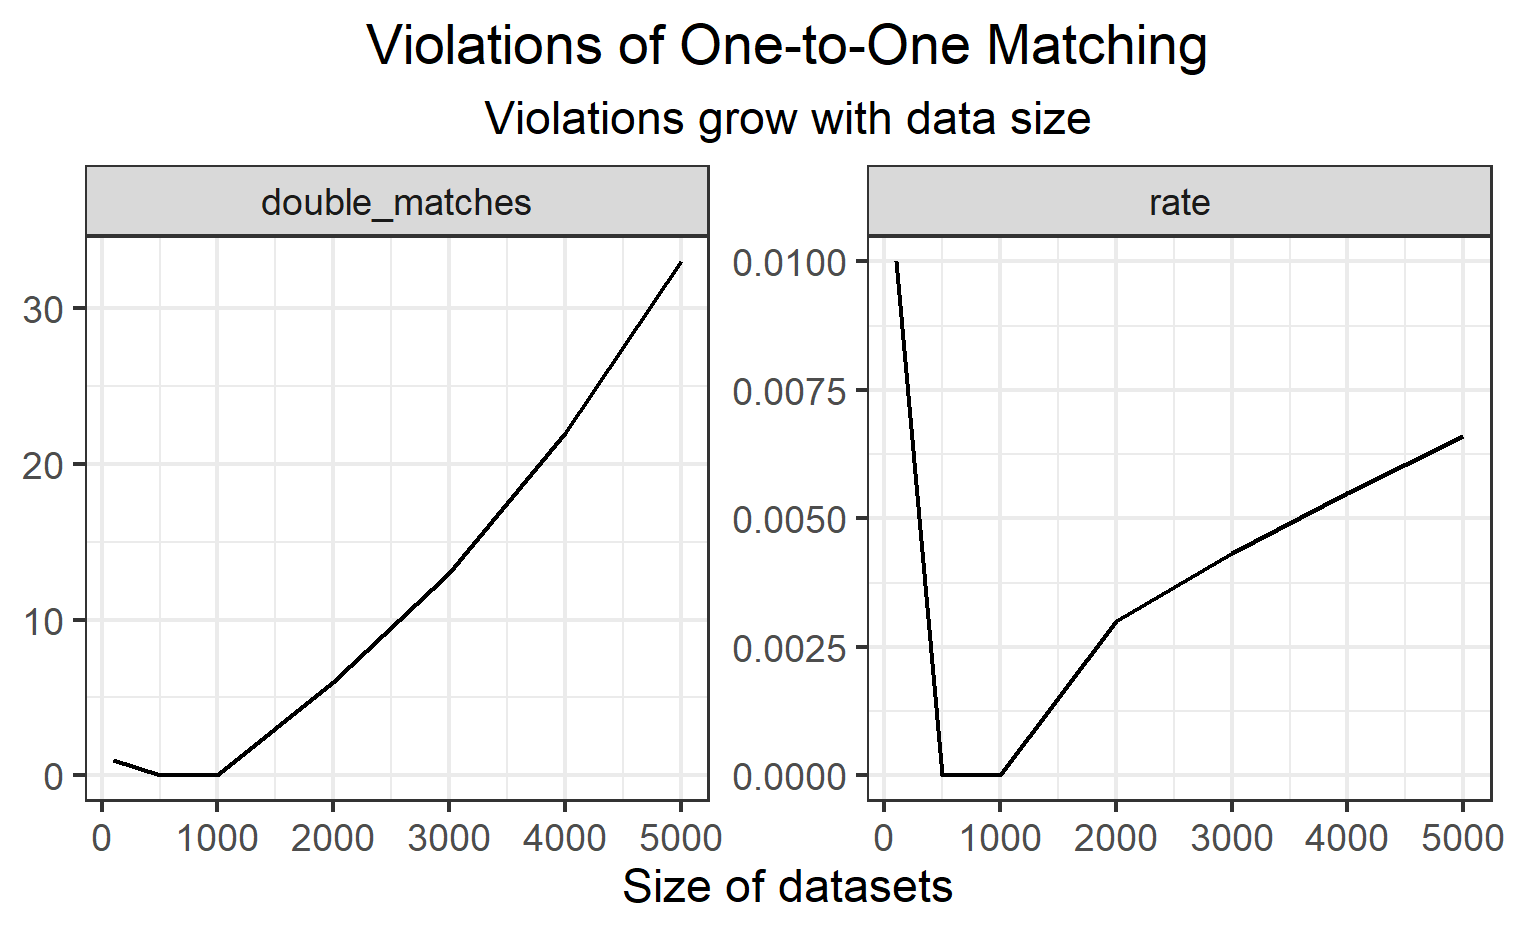 Violations of One-to-One Matching
Violations grow with data size
double_matches
rate
30
20
10
0
0.0100
0.0075
0.0050
0.0025
0.0000
0 1000 2000 3000 4000 5000
0 1000 2000 3000 4000 5000
Size of datasets